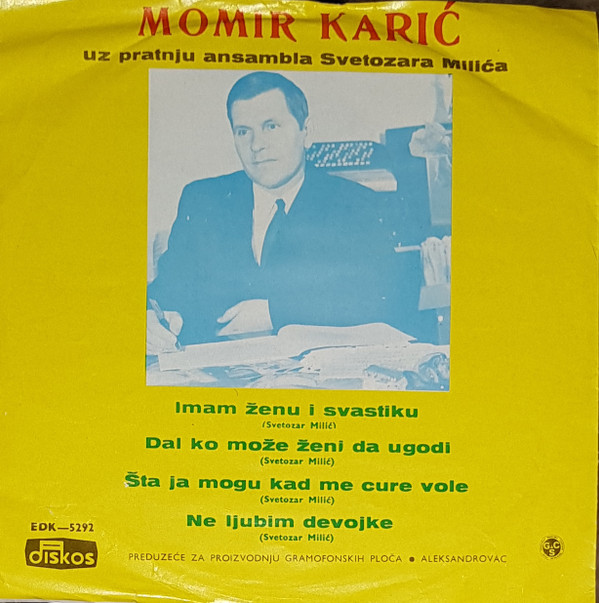 MOMIR KARIĆ
uz pratnju ansambla Svetozara Milića
Imam ženu i svastiku
(Svetozar Milić)
Dal ko može ženi da ugodi
(Svetozar Milić)
Šta ja mogu kad me cure vole
(Svetozar Milić)
Ne ljubim devojke
(Svetozar Milić)
EDK—5292
diskos
PREDUZEĆE ZA PROIZVODNJU GRAMOFONSKIH PLOČA ● ALEKSANDROVAC